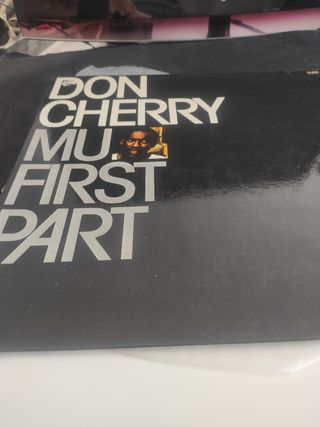 DON
CHERRY
MU
FIRST
PART